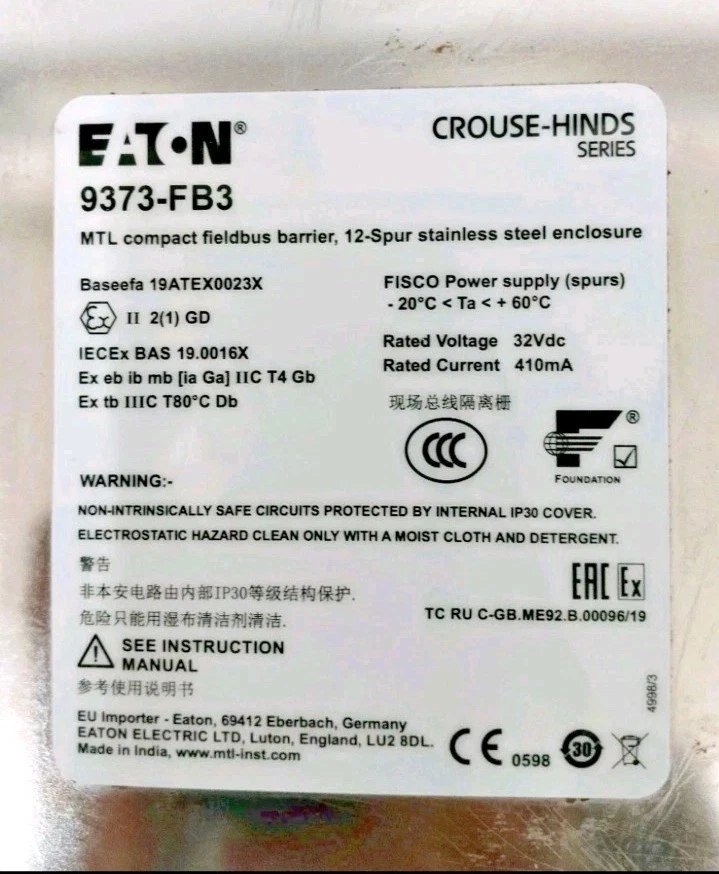 EATON®
CROUSE-HINDS
SERIES
9373-FB3
MTL compact fieldbus barrier, 12-Spur stainless steel enclosure
Baseefa 19ATEX0023X
Ex II 2(1) GD
IECEx BAS 19.0016X
Ex eb ib mb [ia Ga] IIC T4 Gb
Ex tb IIIC T80°C Db
FISCO Power supply (spurs)
- 20°C < Ta < + 60°C
Rated Voltage 32Vdc
Rated Current 410mA
现场总线隔离栅
CCC
F®
FOUNDATION
WARNING:-
NON-INTRINSICALLY SAFE CIRCUITS PROTECTED BY INTERNAL IP30 COVER.
ELECTROSTATIC HAZARD CLEAN ONLY WITH A MOIST CLOTH AND DETERGENT.
警告
非本安电路由内部IP30等级结构保护.
危险只能用湿布清洁剂清洁.
EAC Ex
TC RU C-GB.ME92.B.00096/19
SEE INSTRUCTION
MANUAL
参考使用说明书
4998/3
EU Importer - Eaton, 69412 Eberbach, Germany
EATON ELECTRIC LTD, Luton, England, LU2 8DL.
Made in India, www.mtl-inst.com
CE 0598
30